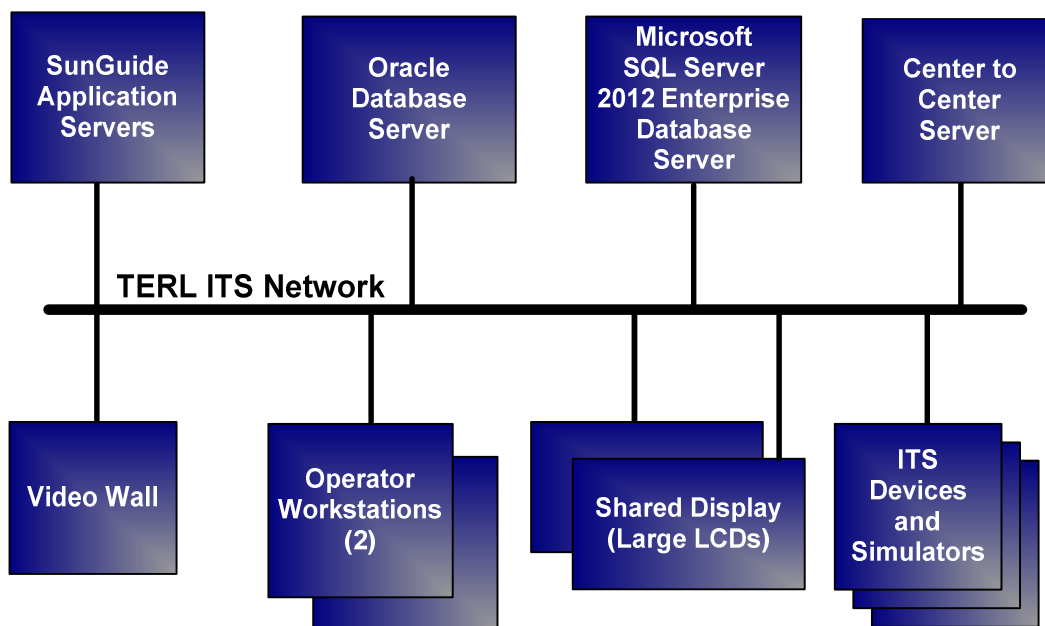 SunGuide
Application
Servers
Oracle
Database
Server
Microsoft
SQL Server
2012 Enterprise
Database
Server
Center to
Center
Server
TERL ITS Network
Video Wall
Operator
Workstations
(2)
Shared Display
(Large LCDs)
ITS
Devices
and
Simulators